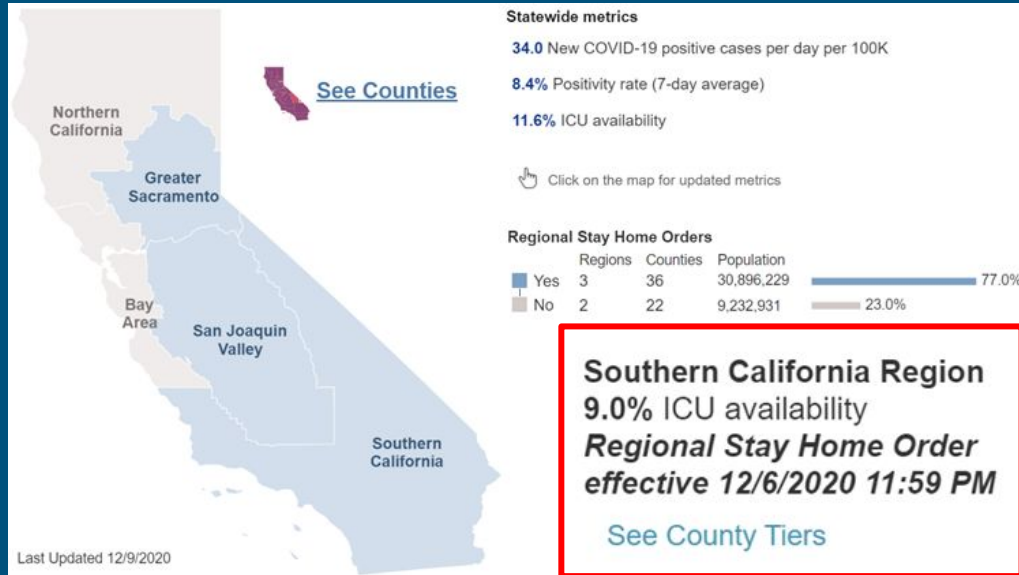 Northern
California
Greater
Sacramento
Bay
Area
San Joaquin
Valley
Southern
California
See Counties
Last Updated 12/9/2020
Statewide metrics
34.0 New COVID-19 positive cases per day per 100K
8.4% Positivity rate (7-day average)
11.6% ICU availability
Click on the map for updated metrics
Regional Stay Home Orders
Regions Counties Population
Yes 3 36 30,896,229 77.0%
No 2 22 9,232,931 23.0%
Southern California Region
9.0% ICU availability
Regional Stay Home Order
effective 12/6/2020 11:59 PM
See County Tiers